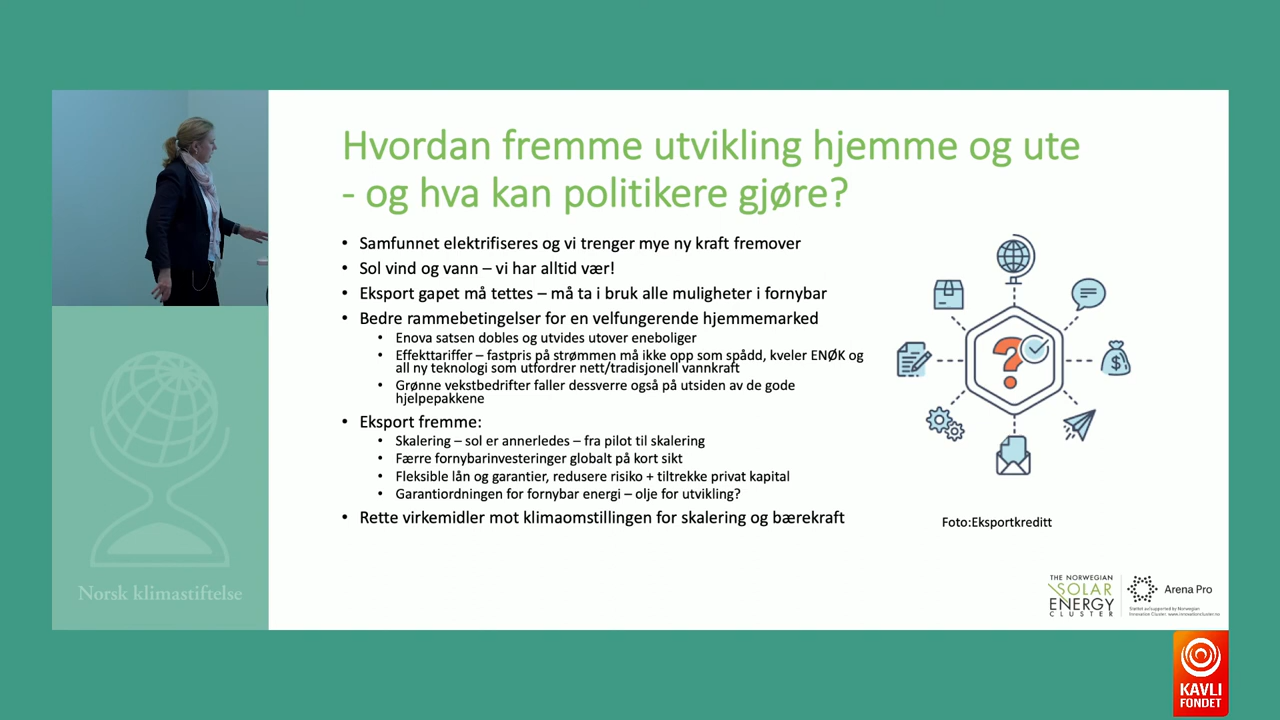 Hvordan fremme utvikling hjemme og ute
- og hva kan politikere gjøre?
• Samfunnet elektrifiseres og vi trenger mye ny kraft fremover
• Sol vind og vann – vi har alltid vær!
• Eksport gapet må tettes – må ta i bruk alle muligheter i fornybar
• Bedre rammebetingelser for en velfungerende hjemmemarked
• Enova satsen dobles og utvides utover eneboliger
• Effekttariffer – fastpris på strømmen må ikke opp som spådd, kveler ENØK og
all ny teknologi som utfordrer nett/tradisjonell vannkraft
• Grønne vekstbedrifter faller dessverre også på utsiden av de gode
hjelpepakkene
• Eksport fremme:
• Skalering – sol er annerledes – fra pilot til skalering
• Færre fornybarinvesteringer globalt på kort sikt
• Fleksible lån og garantier, redusere risiko + tiltrekke privat kapital
• Garantiordningen for fornybar energi – olje for utvikling?
• Rette virkemidler mot klimaomstillingen for skalering og bærekraft
?
$
Foto:Eksportkreditt
Norsk klimastiftelse
THE NORWEGIAN
SOLAR
ENERGY
CLUSTER
Arena Pro
Innovation Cluster. www.innovationcluster.no
KAVLI
FONDET